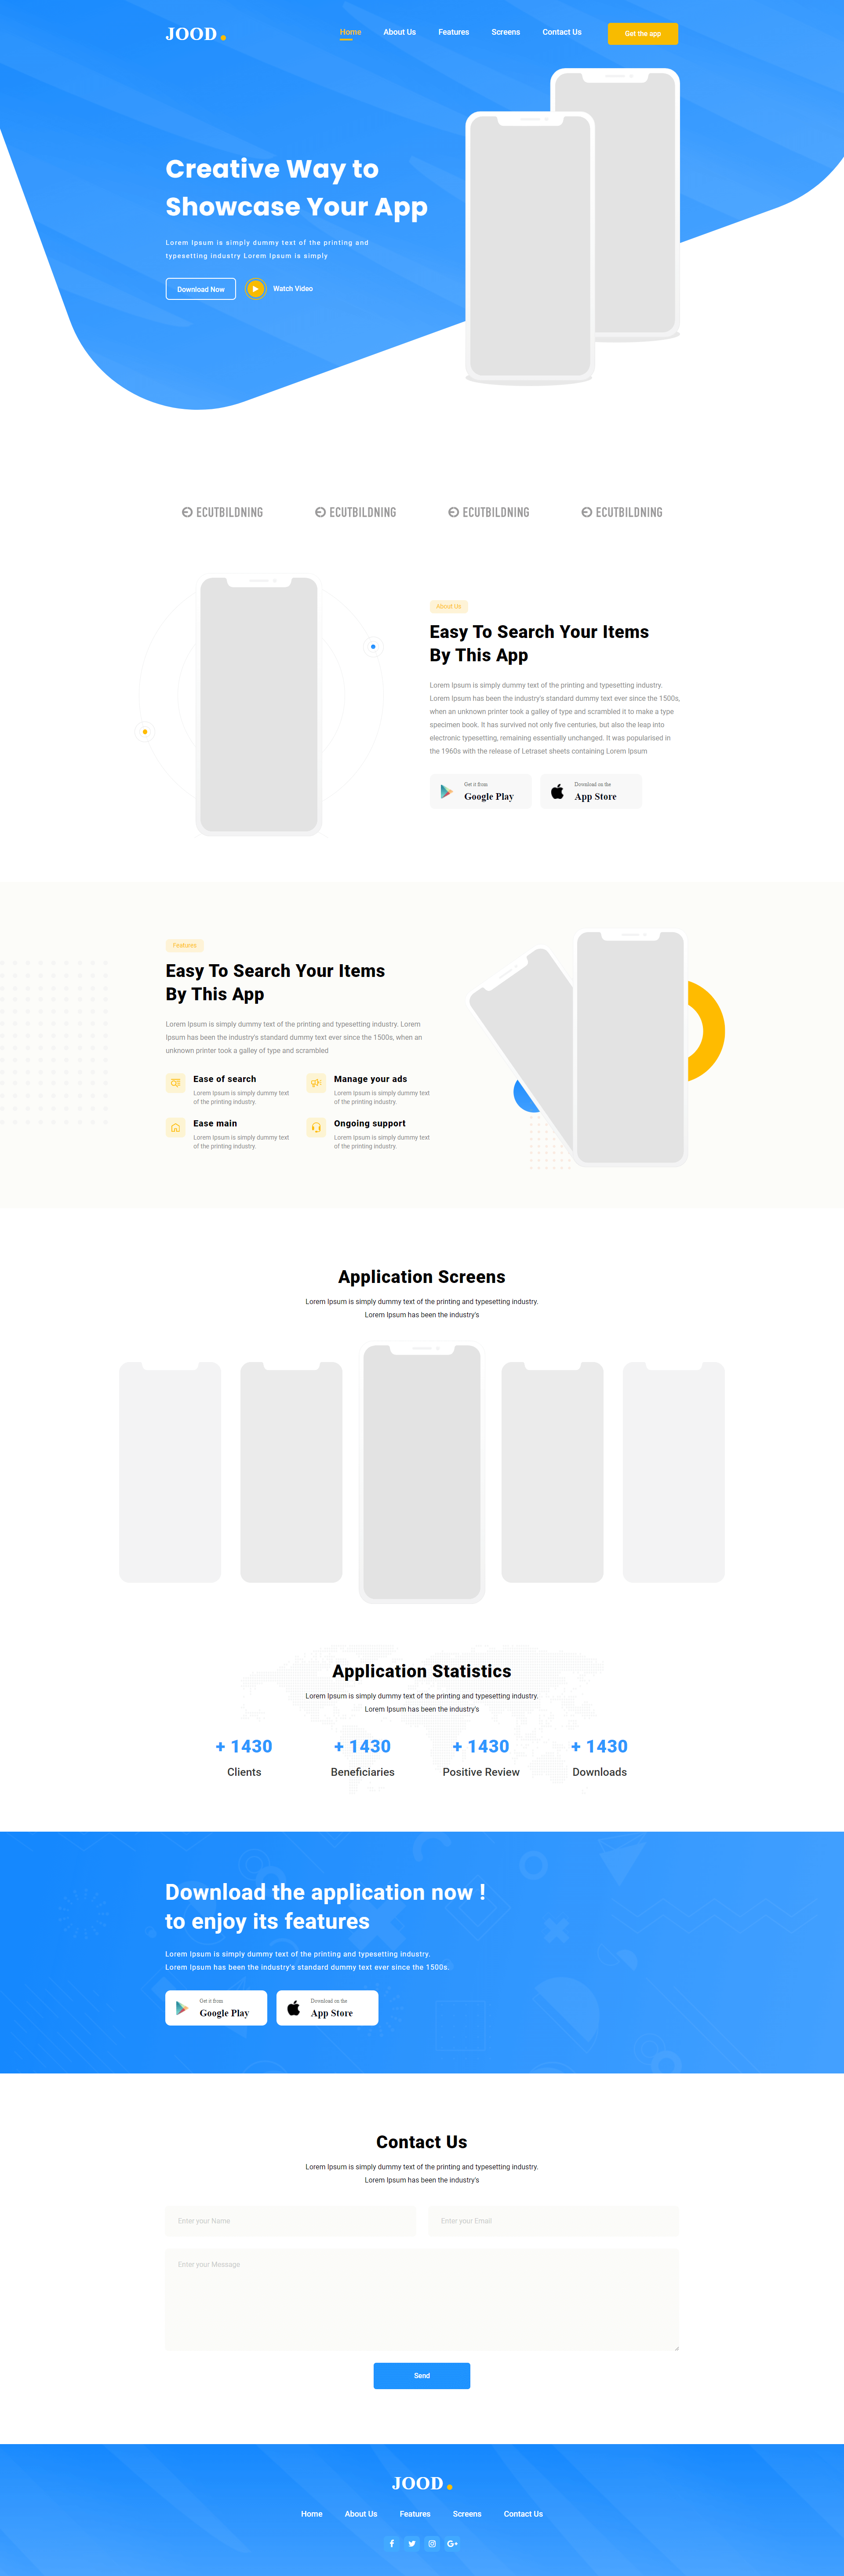 JOOD.
Home About Us Features Screens Contact Us Get the app
Creative Way to
Showcase Your App
Lorem Ipsum is simply dummy text of the printing and
typesetting industry Lorem Ipsum is simply
Download Now Watch Video
ECUTBILDNING ECUTBILDNING ECUTBILDNING ECUTBILDNING
About Us
Easy To Search Your Items
By This App
Lorem Ipsum is simply dummy text of the printing and typesetting industry.
Lorem Ipsum has been the industry's standard dummy text ever since the 1500s,
when an unknown printer took a galley of type and scrambled it to make a type
specimen book. It has survived not only five centuries, but also the leap into
electronic typesetting, remaining essentially unchanged. It was popularised in
the 1960s with the release of Letraset sheets containing Lorem Ipsum
Get it from
Google Play
Download on the
App Store
Features
Easy To Search Your Items
By This App
Lorem Ipsum is simply dummy text of the printing and typesetting industry. Lorem
Ipsum has been the industry's standard dummy text ever since the 1500s, when an
unknown printer took a galley of type and scrambled
Ease of search
Lorem Ipsum is simply dummy text
of the printing industry.
Manage your ads
Lorem Ipsum is simply dummy text
of the printing industry.
Ease main
Lorem Ipsum is simply dummy text
of the printing industry.
Ongoing support
Lorem Ipsum is simply dummy text
of the printing industry.
Application Screens
Lorem Ipsum is simply dummy text of the printing and typesetting industry.
Lorem Ipsum has been the industry's
Application Statistics
Lorem Ipsum is simply dummy text of the printing and typesetting industry.
Lorem Ipsum has been the industry's
+ 1430 + 1430 + 1430 + 1430
Clients Beneficiaries Positive Review Downloads
Download the application now !
to enjoy its features
Lorem Ipsum is simply dummy text of the printing and typesetting industry.
Lorem Ipsum has been the industry's standard dummy text ever since the 1500s.
Get it from
Google Play
Download on the
App Store
Contact Us
Lorem Ipsum is simply dummy text of the printing and typesetting industry.
Lorem Ipsum has been the industry's
Enter your Name Enter your Email
Enter your Message
Send
JOOD.
Home About Us Features Screens Contact Us